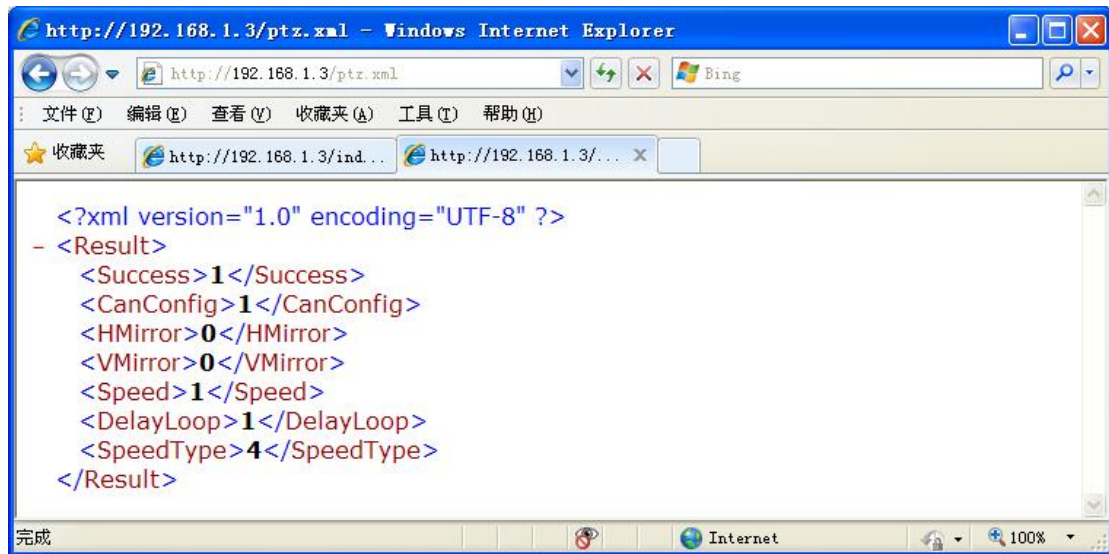 http://192.168.1.3/ptz.xml - Windows Internet Explorer
http://192.168.1.3/ptz.xml Bing
文件(F) 编辑(E) 查看(V) 收藏夹(A) 工具(T) 帮助(H)
收藏夹 http://192.168.1.3/ind... http://192.168.1.3/... X
<?xml version="1.0" encoding="UTF-8" ?>
- <Result>
<Success>1</Success>
<CanConfig>1</CanConfig>
<HMirror>0</HMirror>
<VMirror>0</VMirror>
<Speed>1</Speed>
<DelayLoop>1</DelayLoop>
<SpeedType>4</SpeedType>
</Result>
完成 Internet 100%